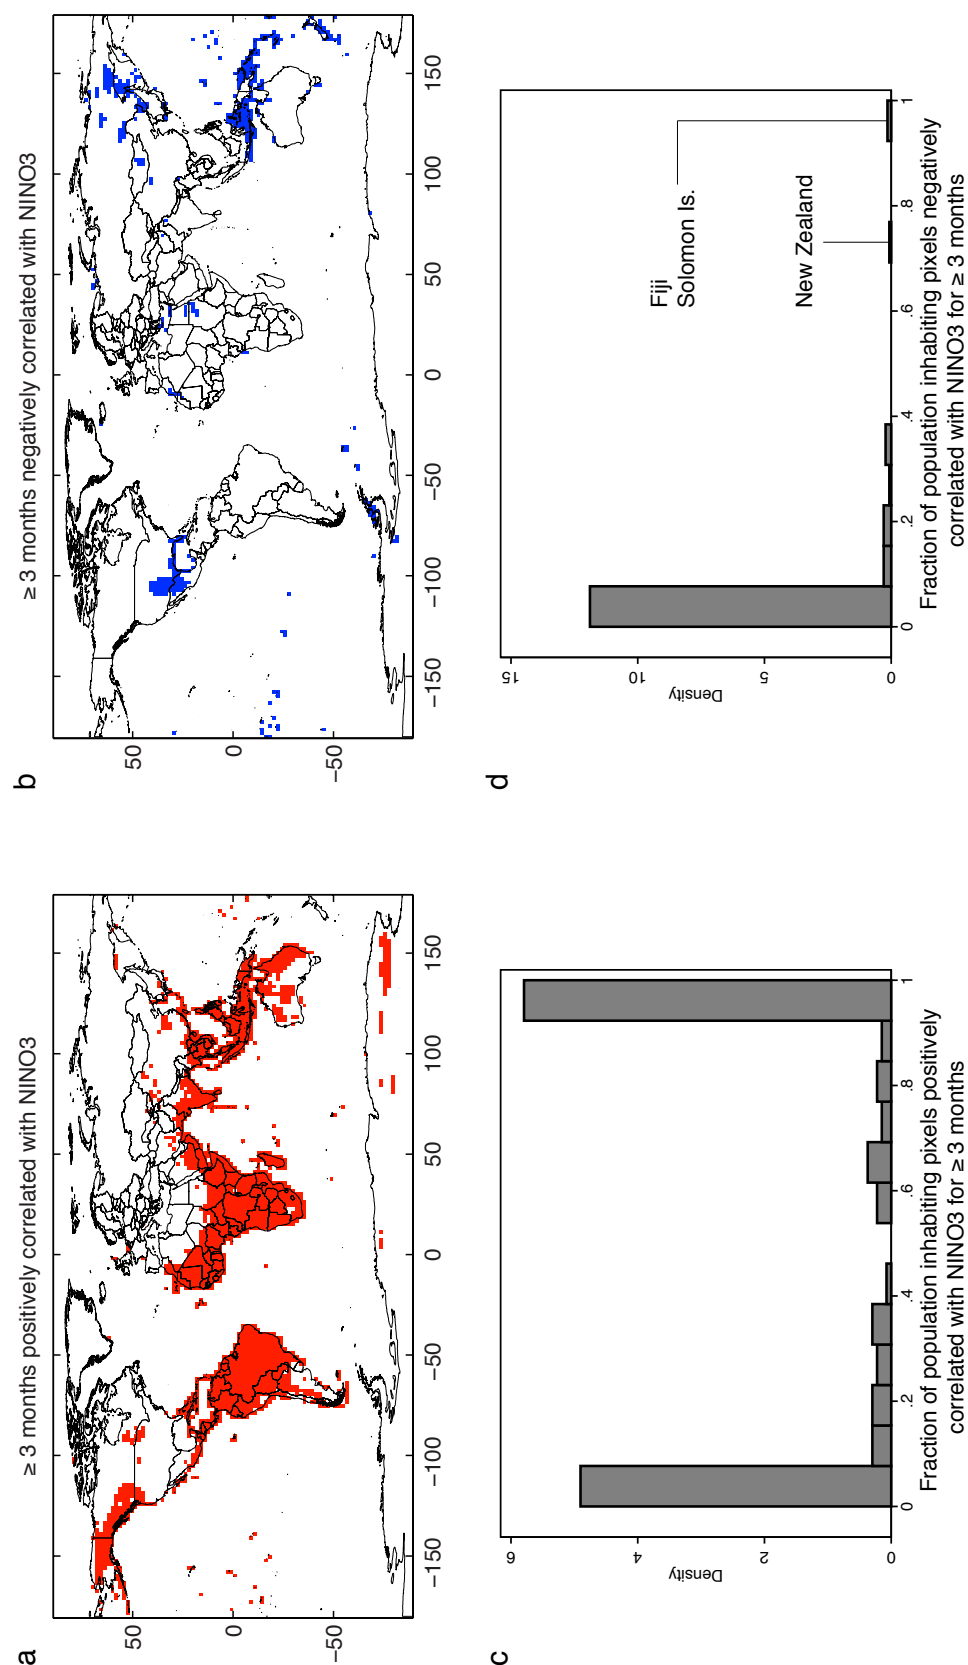 a
≥ 3 months positively correlated with NINO3
50
0
−50
−150
−100
−50
0
50
100
150
b
≥ 3 months negatively correlated with NINO3
50
0
−50
−150
−100
−50
0
50
100
150
c
6
4
2
0
Density
0
.2
.4
.6
.8
1
Fraction of population inhabiting pixels positively
correlated with NINO3 for ≥ 3 months
d
15
10
5
0
Density
Fiji
Solomon Is.
New Zealand
0
.2
.4
.6
.8
1
Fraction of population inhabiting pixels negatively
correlated with NINO3 for ≥ 3 months